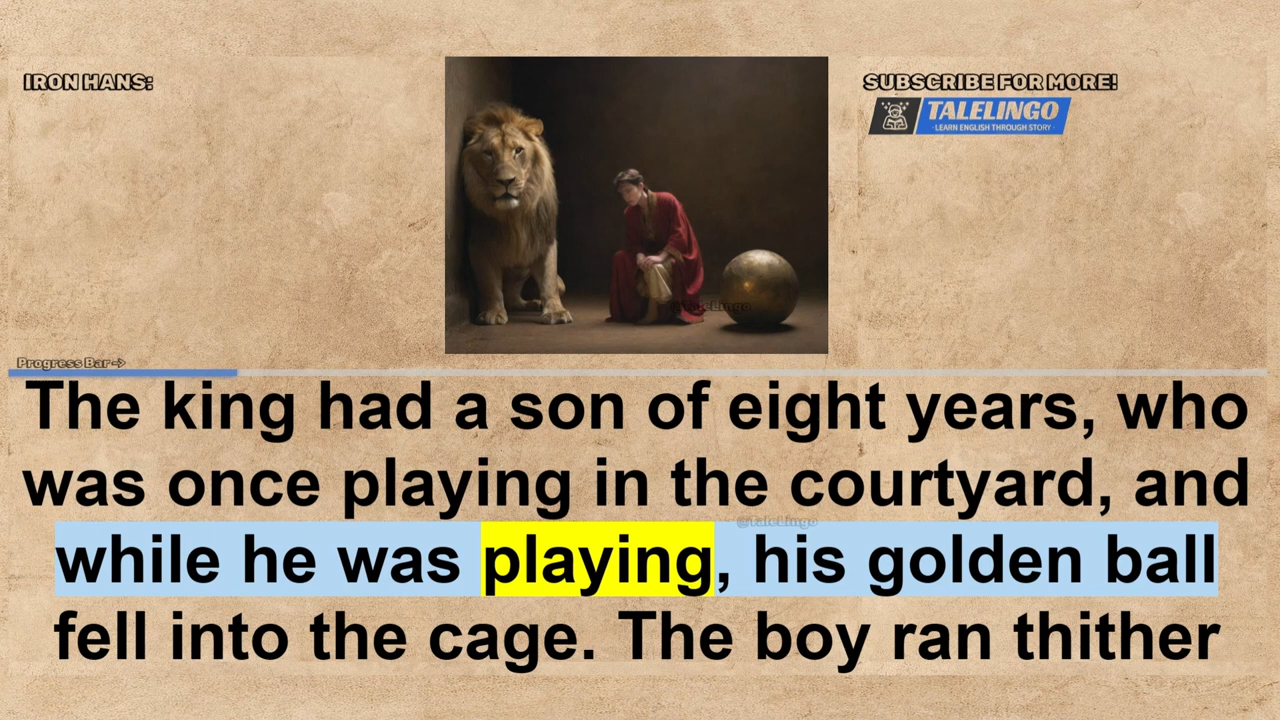 IRON HANS:
SUBSCRIBE FOR MORE!
TALELINGO
· LEARN ENGLISH THROUGH STORY ·
@TaleLingo
Progress Bar->
The king had a son of eight years, who
was once playing in the courtyard, and
@TaleLingo
while he was playing, his golden ball
fell into the cage. The boy ran thither